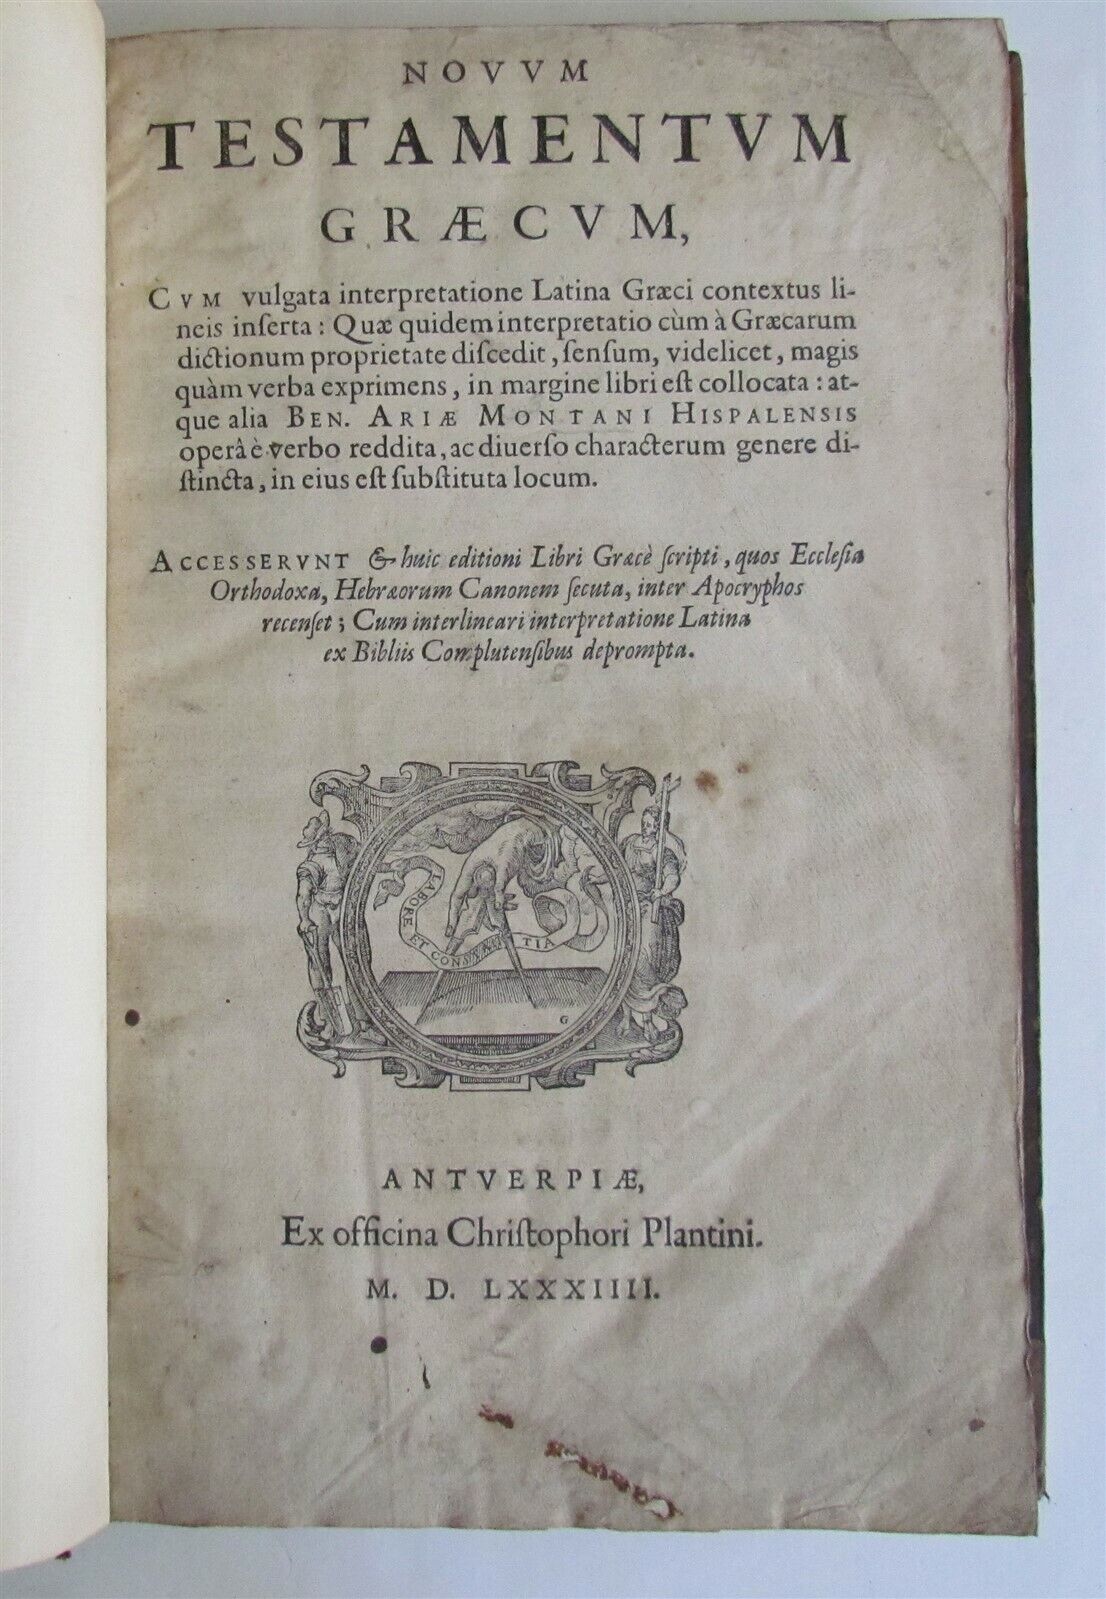 NOVVM
TESTAMENTVM
GRÆCVM,
CVM vulgata interpretatione Latina Græci contextus li-
neis inſerta: Quæ quidem interpretatio cùm à Græcarum
dictionum proprietate diſcedit, ſenſum, videlicet, magis
quàm verba exprimens, in margine libri eſt collocata: at-
que alia BEN. ARIÆ MONTANI HISPALENSIS
operâ è verbo reddita, ac diuerſo characterum genere di-
ſtincta, in eius eſt ſubſtituta locum.
ACCESSERVNT & huic editioni Libri Græcè ſcripti, quos Eccleſia
Orthodoxa, Hebræorum Canonem ſecuta, inter Apocryphos
recenſet; Cum interlineari interpretatione Latina
ex Bibliis Complutenſibus deprompta.
LABORE ET CONSTANTIA
G
ANTVERPIÆ,
Ex officina Chriſtophori Plantini.
M. D. LXXXIIII.